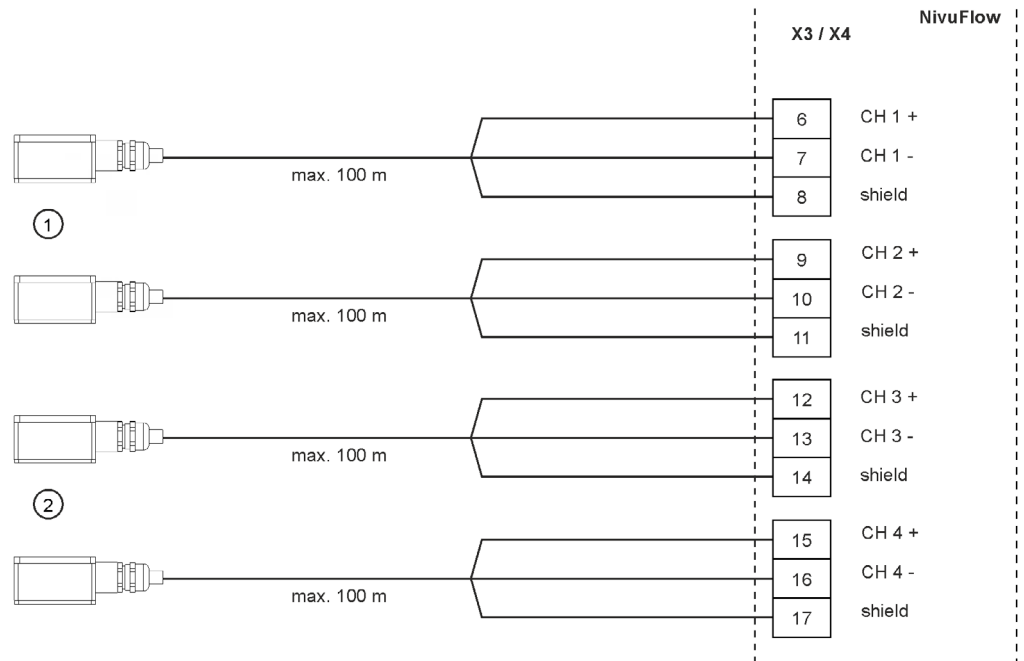 NivuFlow
X3 / X4
6 CH 1 +
7 CH 1 -
max. 100 m
8 shield
1
9 CH 2 +
10 CH 2 -
max. 100 m
11 shield
12 CH 3 +
13 CH 3 -
max. 100 m
14 shield
2
15 CH 4 +
16 CH 4 -
max. 100 m
17 shield